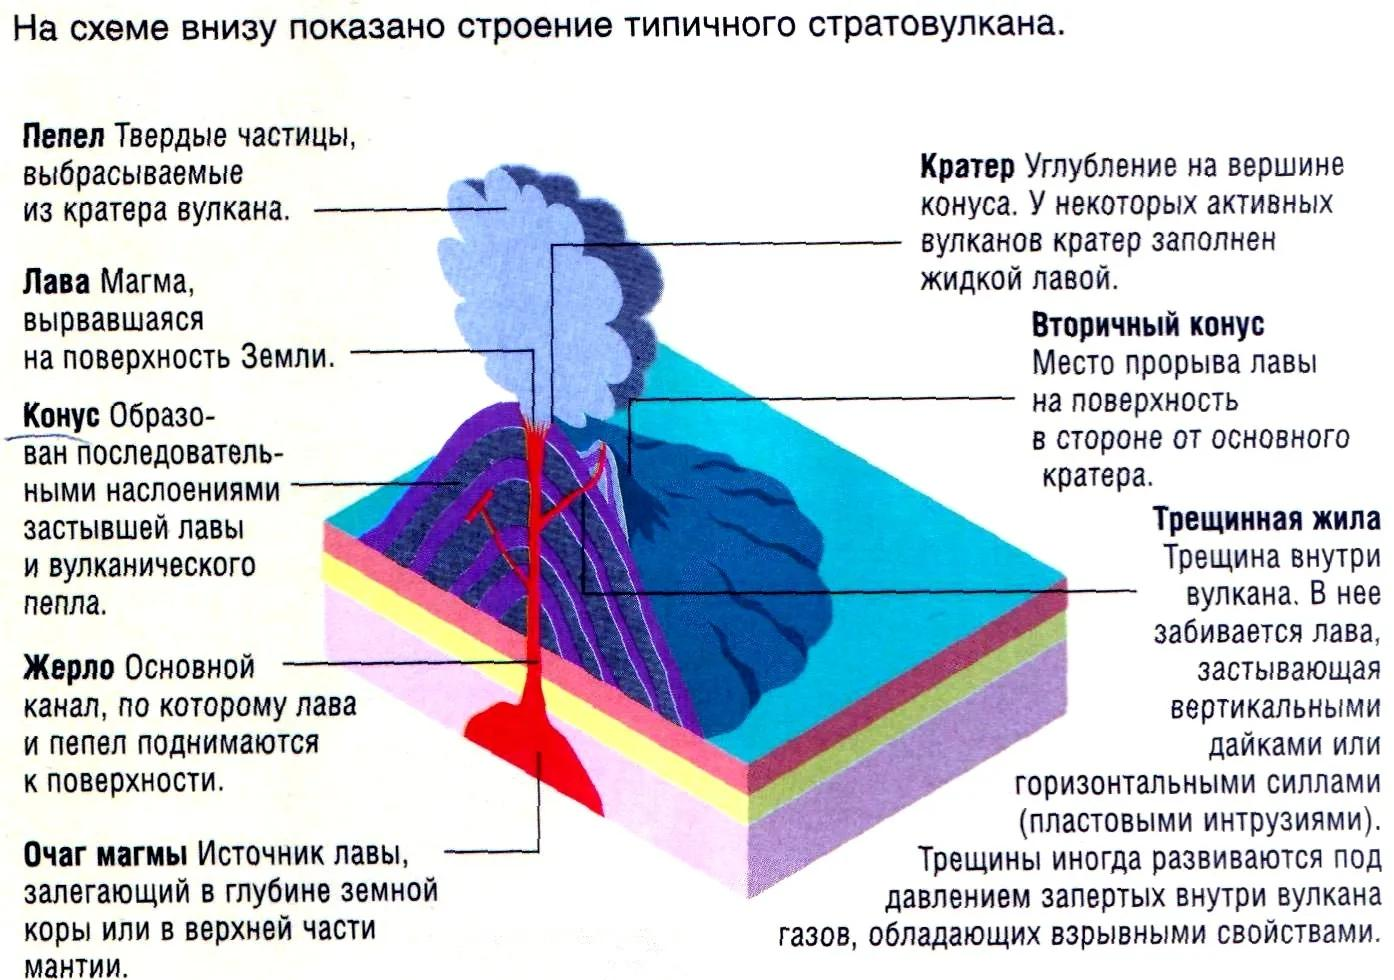 На схеме внизу показано строение типичного стратовулкана.
Пепел Твердые частицы,
выбрасываемые
из кратера вулкана.
Лава Магма,
вырвавшаяся
на поверхность Земли.
Конус Образо-
ван последователь-
ными наслоениями
застывшей лавы
и вулканического
пепла.
Жерло Основной
канал, по которому лава
и пепел поднимаются
к поверхности.
Очаг магмы Источник лавы,
залегающий в глубине земной
коры или в верхней части
мантии.
Кратер Углубление на вершине
конуса. У некоторых активных
вулканов кратер заполнен
жидкой лавой.
Вторичный конус
Место прорыва лавы
на поверхность
в стороне от основного
кратера.
Трещинная жила
Трещина внутри
вулкана. В нее
забивается лава,
застывающая
вертикальными
дайками или
горизонтальными силлами
(пластовыми интрузиями).
Трещины иногда развиваются под
давлением запертых внутри вулкана
газов, обладающих взрывными свойствами.